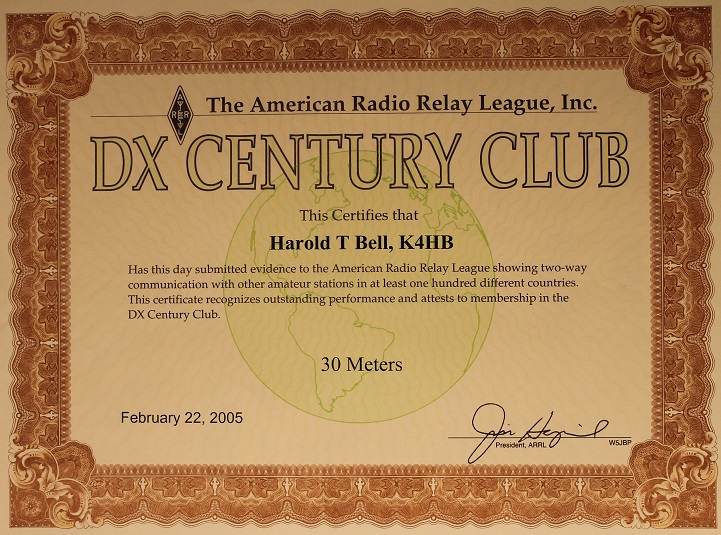 The American Radio Relay League, Inc.
DX CENTURY CLUB
This Certifies that
Harold T Bell, K4HB
Has this day submitted evidence to the American Radio Relay League showing two-way
communication with other amateur stations in at least one hundred different countries.
This certificate recognizes outstanding performance and attests to membership in the
DX Century Club.
30 Meters
February 22, 2005
President, ARRL
W5JBP